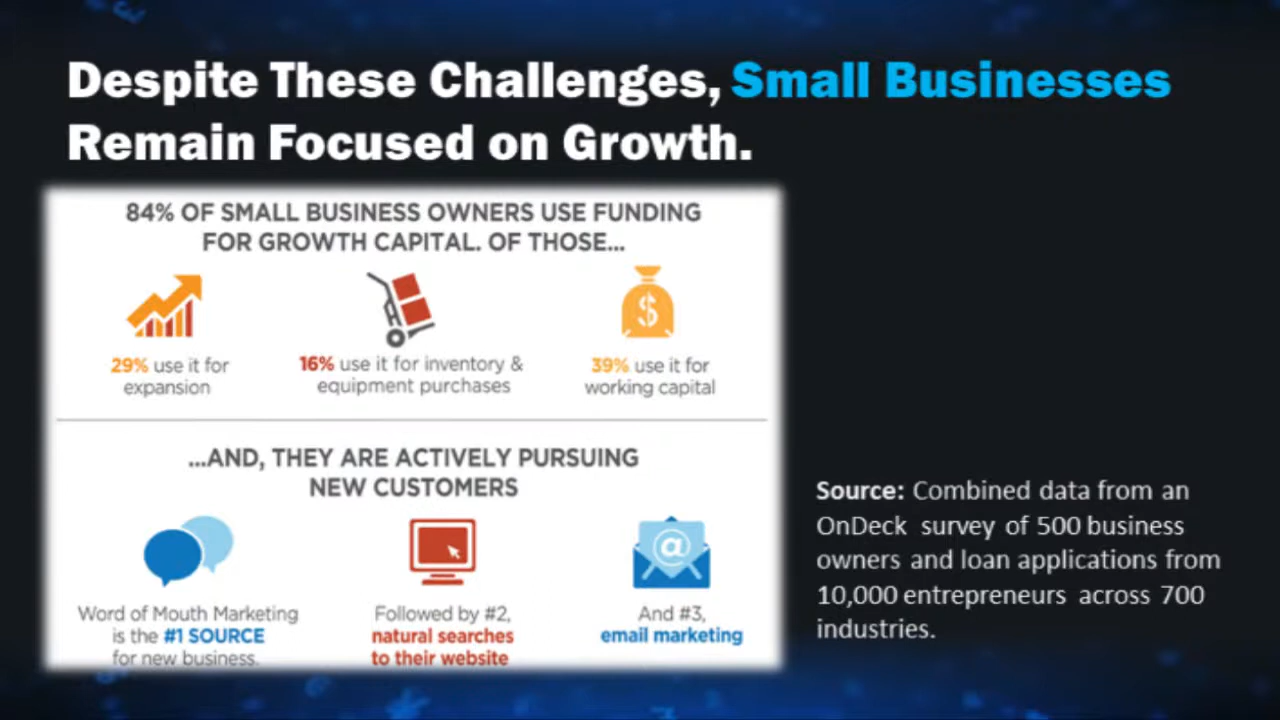 Despite These Challenges, Small Businesses
Remain Focused on Growth.
84% OF SMALL BUSINESS OWNERS USE FUNDING
FOR GROWTH CAPITAL. OF THOSE...
$
29% use it for
expansion
16% use it for inventory &
equipment purchases
39% use it for
working capital
...AND, THEY ARE ACTIVELY PURSUING
NEW CUSTOMERS
@
Word of Mouth Marketing
is the #1 SOURCE
for new business.
Followed by #2,
natural searches
to their website
And #3,
email marketing
Source: Combined data from an
OnDeck survey of 500 business
owners and loan applications from
10,000 entrepreneurs across 700
industries.